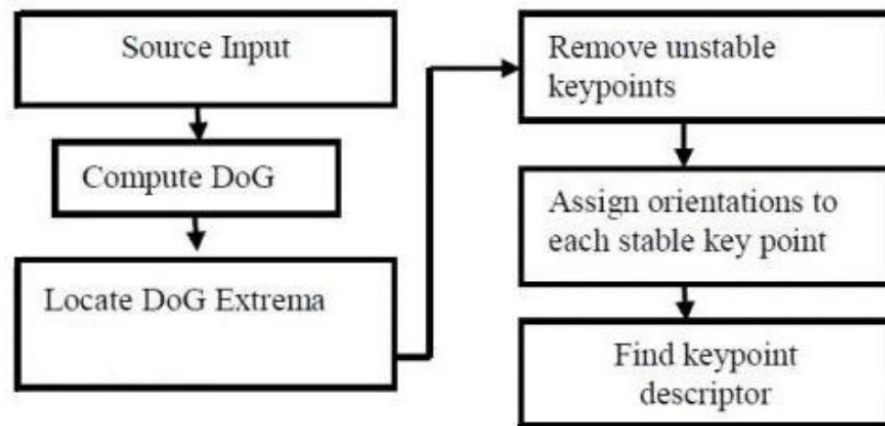 Source Input
Compute DoG
Locate DoG Extrema
Remove unstable
keypoints
Assign orientations to
each stable key point
Find keypoint
descriptor